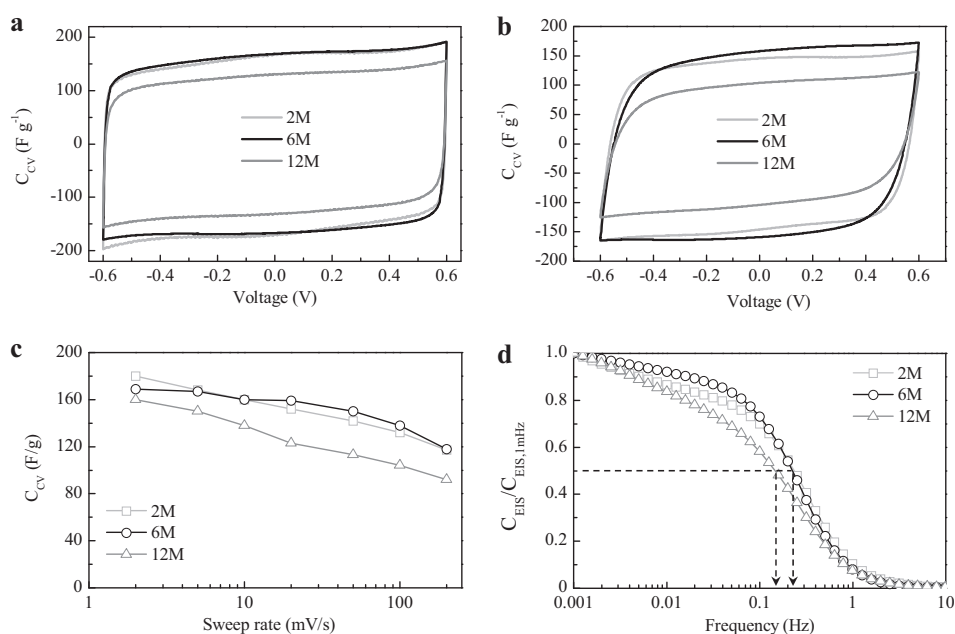 a
200
100
0
-100
-200
C_CV (F g⁻¹)
2M
6M
12M
-0.6 -0.4 -0.2 0.0 0.2 0.4 0.6
Voltage (V)
b
200
150
100
50
0
-50
-100
-150
-200
C_CV (F g⁻¹)
2M
6M
12M
-0.6 -0.4 -0.2 0.0 0.2 0.4 0.6
Voltage (V)
c
200
160
120
80
40
0
C_CV (F/g)
2M
6M
12M
1 10 100
Sweep rate (mV/s)
d
1.0
0.8
0.6
0.4
0.2
0.0
C_EIS/C_EIS,1mHz
2M
6M
12M
0.001 0.01 0.1 1 10
Frequency (Hz)